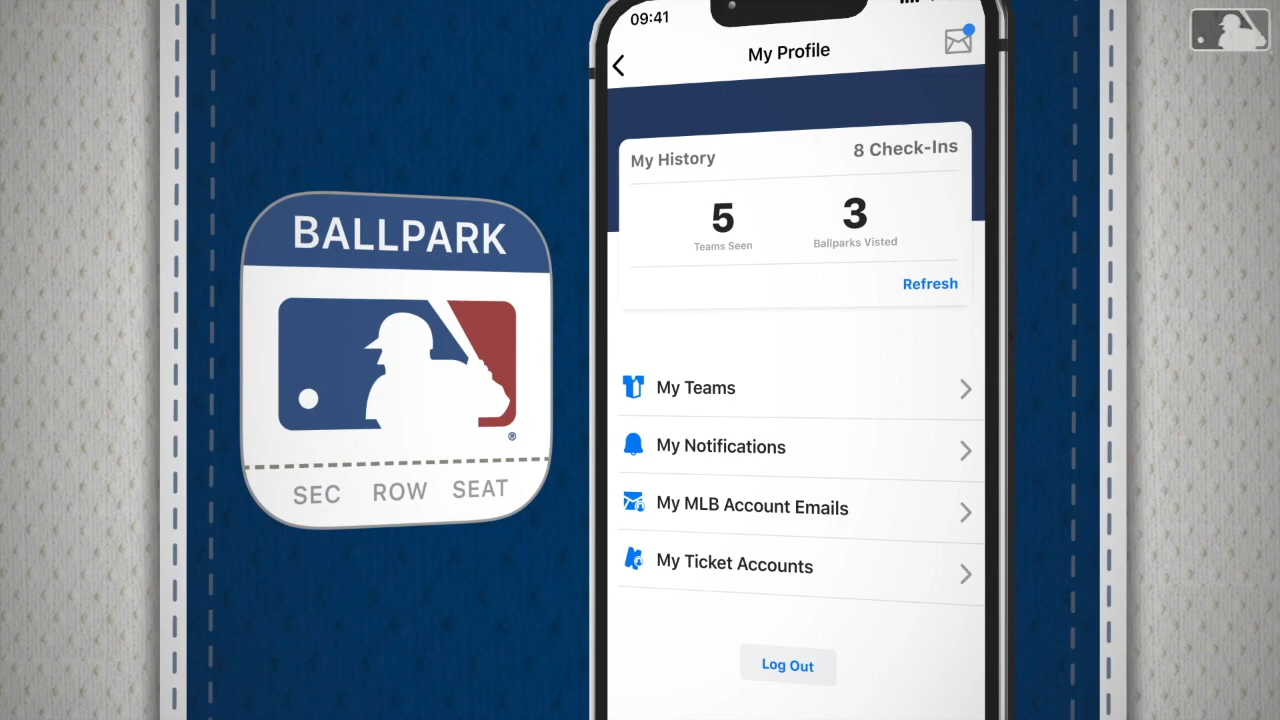 09:41
My Profile
My History
8 Check-Ins
5
3
Teams Seen
Ballparks Visted
Refresh
BALLPARK
®
SEC ROW SEAT
My Teams
My Notifications
My MLB Account Emails
My Ticket Accounts
Log Out